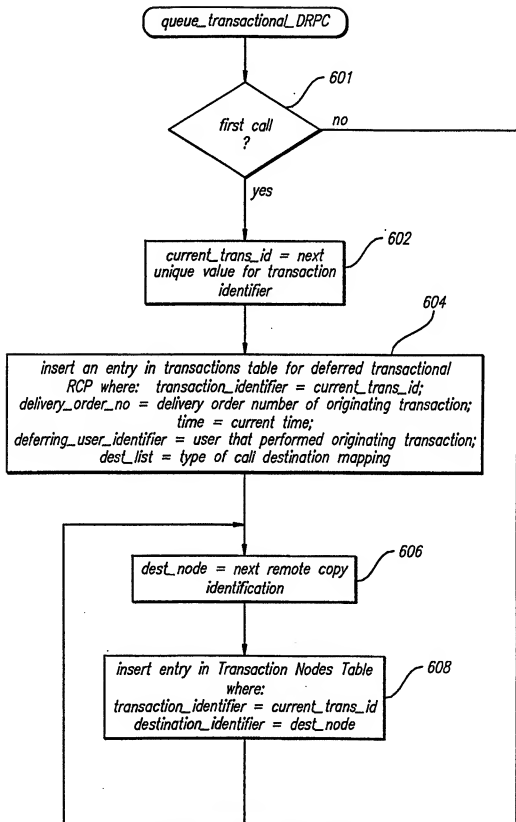 queue_transactional_DRPC
601
first call
?
no
yes
602
current_trans_id = next
unique value for transaction
identifier
604
insert an entry in transactions table for deferred transactional
RCP where: transaction_identifier = current_trans_id;
delivery_order_no = delivery order number of originating transaction;
time = current time;
deferring_user_identifier = user that performed originating transaction;
dest_list = type of call destination mapping
606
dest_node = next remote copy
identification
608
insert entry in Transaction Nodes Table
where:
transaction_identifier = current_trans_id
destination_identifier = dest_node